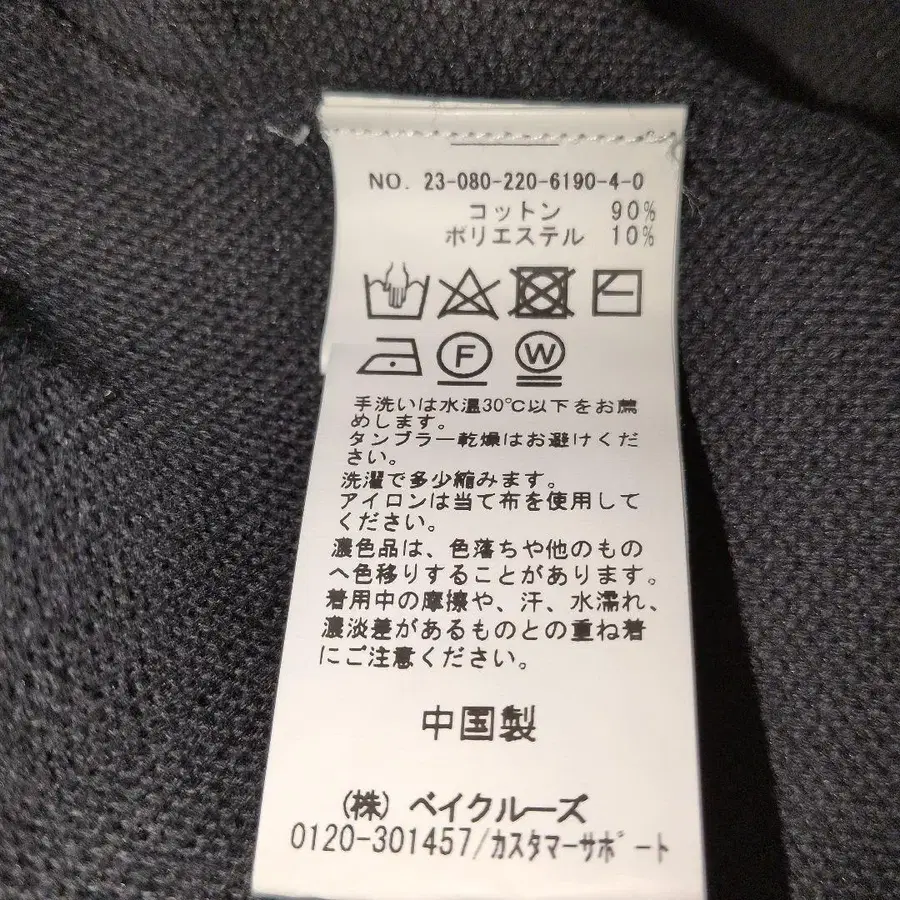 NO. 23-080-220-6190-4-0
コットン 90%
ポリエステル 10%
F W
手洗いは水温30℃以下をお薦
めします。
タンブラー乾燥はお避けくだ
さい。
洗濯で多少縮みます。
アイロンは当て布を使用して
ください。
濃色品は、色落ちや他のもの
へ色移りすることがあります。
着用中の摩擦や、汗、水濡れ、
濃淡差があるものとの重ね着
にご注意ください。
中国製
(株) ベイクルーズ
0120-301457/カスタマーサポート